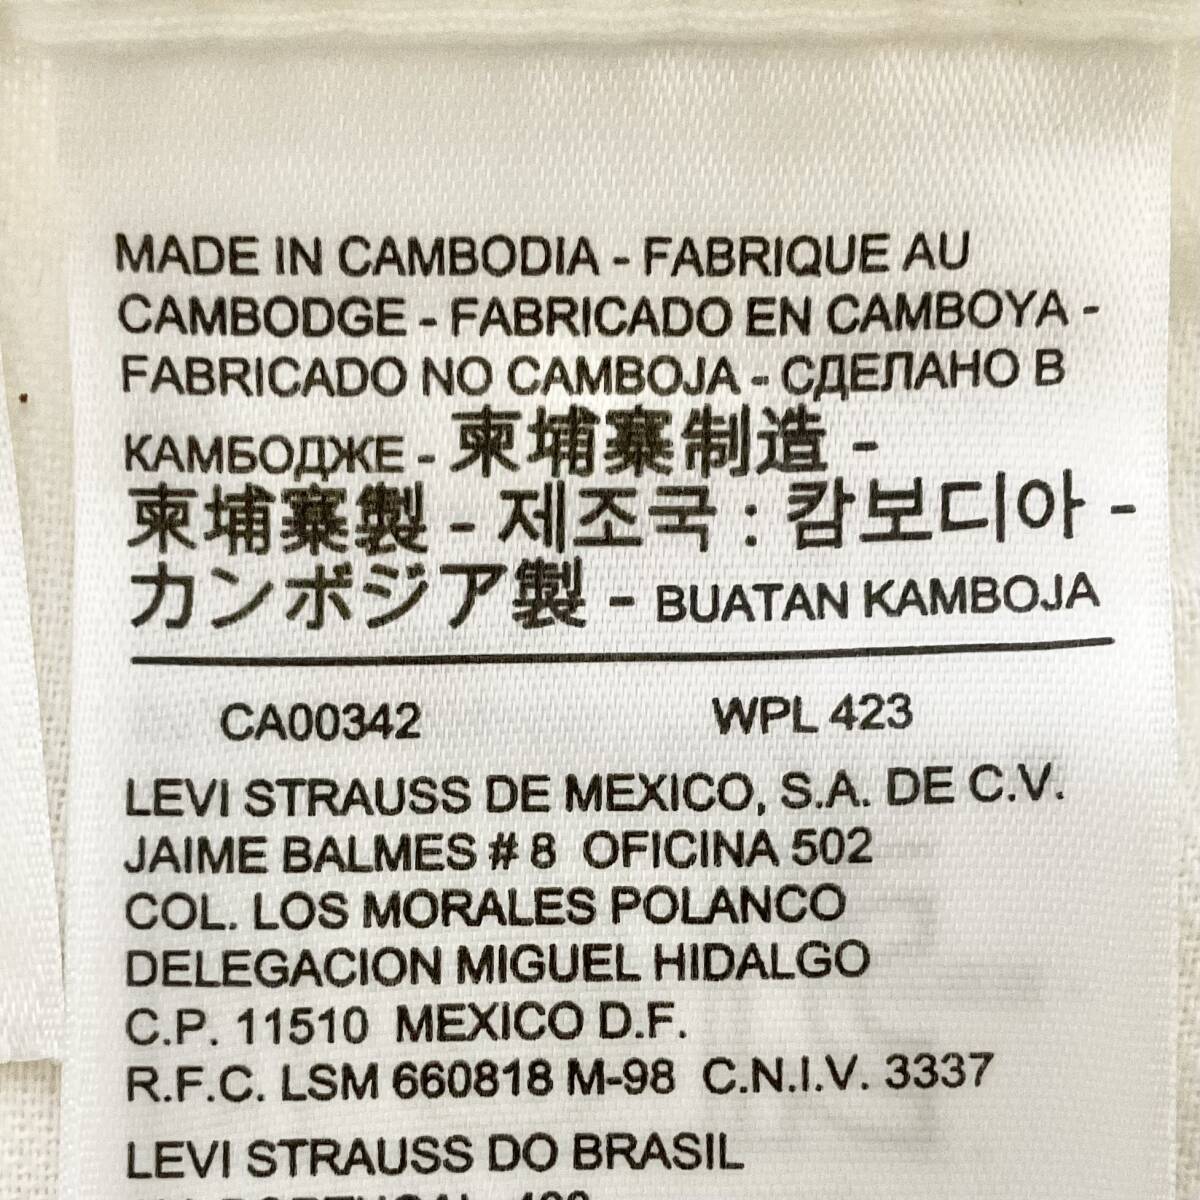 MADE IN CAMBODIA - FABRIQUE AU
CAMBODGE - FABRICADO EN CAMBOYA -
FABRICADO NO CAMBOJA - СДЕЛАНО В
КАМБОДЖЕ - 柬埔寨制造 -
柬埔寨製 - 제조국 : 캄보디아 -
カンボジア製 - BUATAN KAMBOJA
CA00342 WPL 423
LEVI STRAUSS DE MEXICO, S.A. DE C.V.
JAIME BALMES # 8 OFICINA 502
COL. LOS MORALES POLANCO
DELEGACION MIGUEL HIDALGO
C.P. 11510 MEXICO D.F.
R.F.C. LSM 660818 M-98 C.N.I.V. 3337
LEVI STRAUSS DO BRASIL